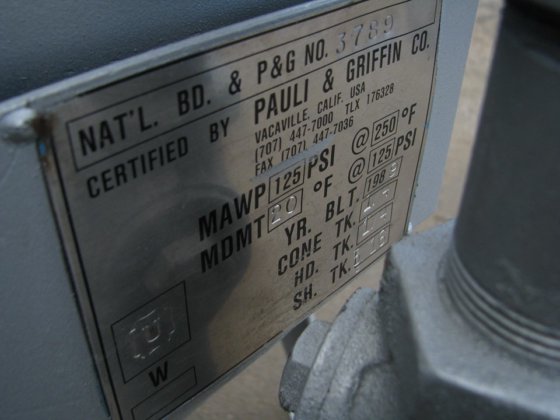 NAT'L. BD. & P&G NO. 3789
CERTIFIED BY PAULI & GRIFFIN CO.
VACAVILLE, CALIF. USA
(707) 447-7000 TLX 176328
FAX (707) 447-7036
MAWP 125 PSI @ 250 °F
MDMT 20 °F @ 125 PSI
YR. BLT. 198
CONE TK.
HD. TK.
SH. TK.
U
W